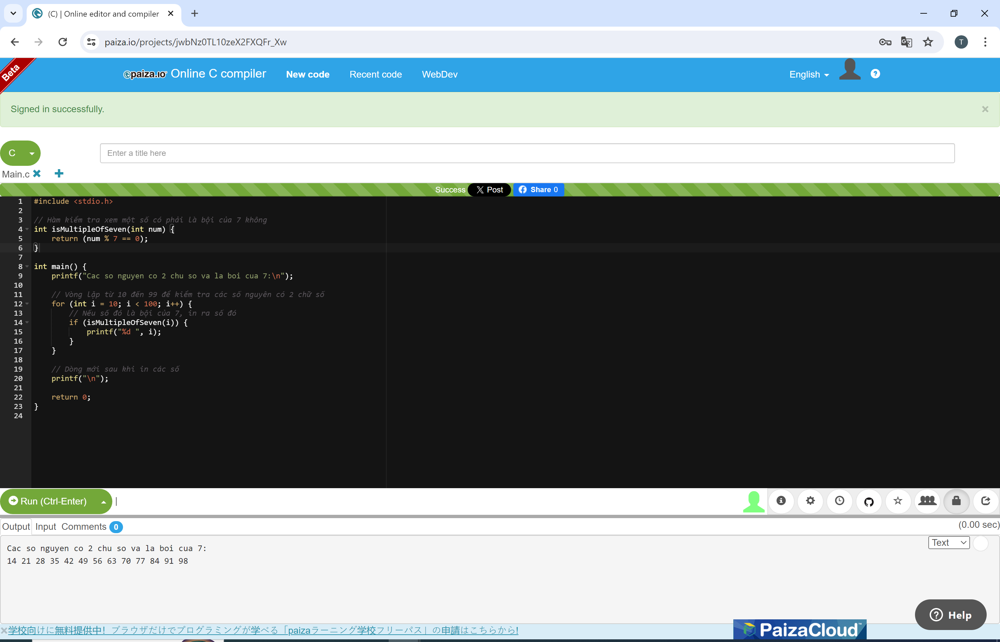 (C) | Online editor and compiler
paiza.io/projects/jwbNz0TL10zeX2FXQFr_Xw
T
Beta
paiza.io Online C compiler New code Recent code WebDev English
Signed in successfully.
C Enter a title here
Main.c
Success Post Share 0
1 #include <stdio.h>
2
3 // Hàm kiểm tra xem một số có phải là bội của 7 không
4 int isMultipleOfSeven(int num) {
5 return (num % 7 == 0);
6 }
7
8 int main() {
9 printf("Cac so nguyen co 2 chu so va la boi cua 7:\n");
10
11 // Vòng lặp từ 10 đến 99 để kiểm tra các số nguyên có 2 chữ số
12 for (int i = 10; i < 100; i++) {
13 // Nếu số đó là bội của 7, in ra số đó
14 if (isMultipleOfSeven(i)) {
15 printf("%d ", i);
16 }
17 }
18
19 // Dòng mới sau khi in các số
20 printf("\n");
21
22 return 0;
23 }
24
Run (Ctrl-Enter)
Output Input Comments 0 (0.00 sec)
Text
Cac so nguyen co 2 chu so va la boi cua 7:
14 21 28 35 42 49 56 63 70 77 84 91 98
Help
学校向けに無料提供中！ブラウザだけでプログラミングが学べる「paizaラーニング学校フリーパス」の申請はこちらから!
PaizaCloud™